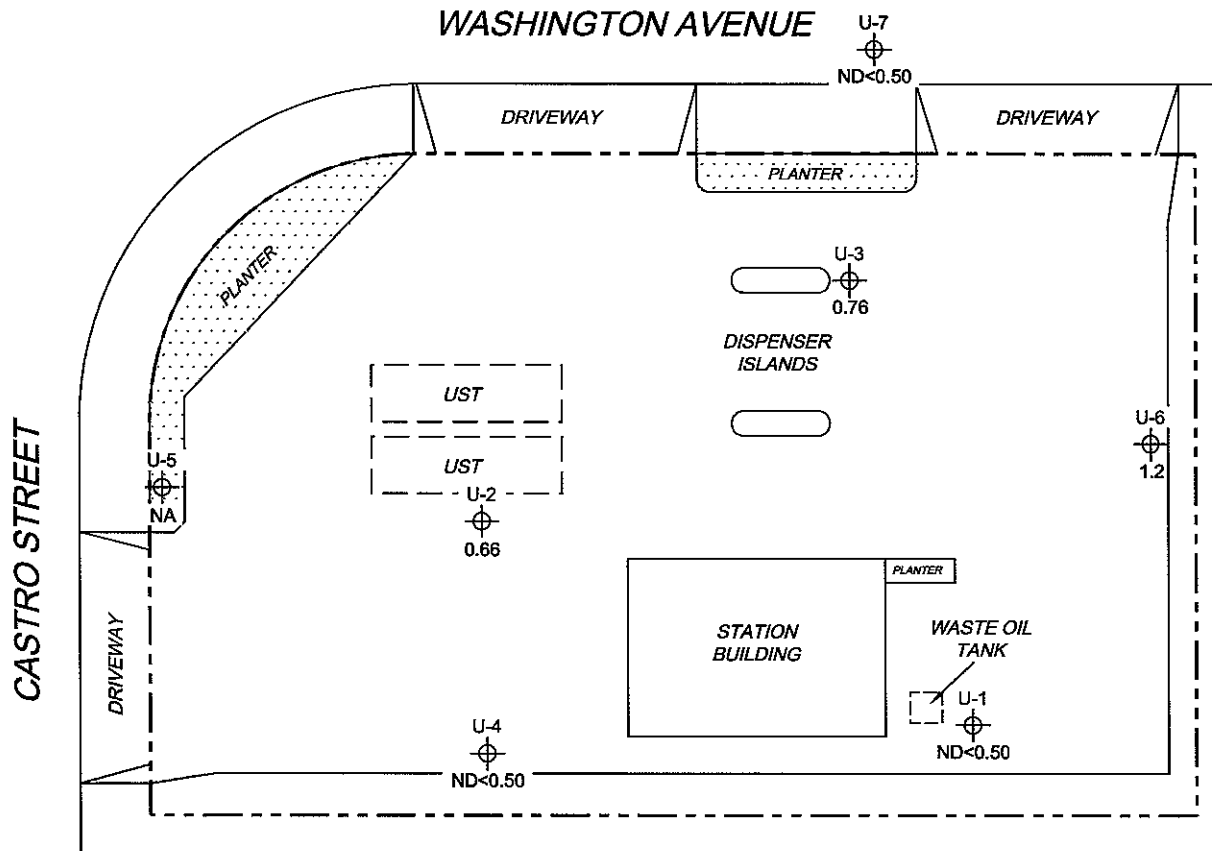 WASHINGTON AVENUE
U-7
ND<0.50
DRIVEWAY
DRIVEWAY
PLANTER
PLANTER
U-3
0.76
DISPENSER
ISLANDS
UST
UST
U-6
1.2
U-5
NA
U-2
0.66
CASTRO STREET
PLANTER
STATION
BUILDING
WASTE OIL
TANK
DRIVEWAY
U-1
ND<0.50
U-4
ND<0.50